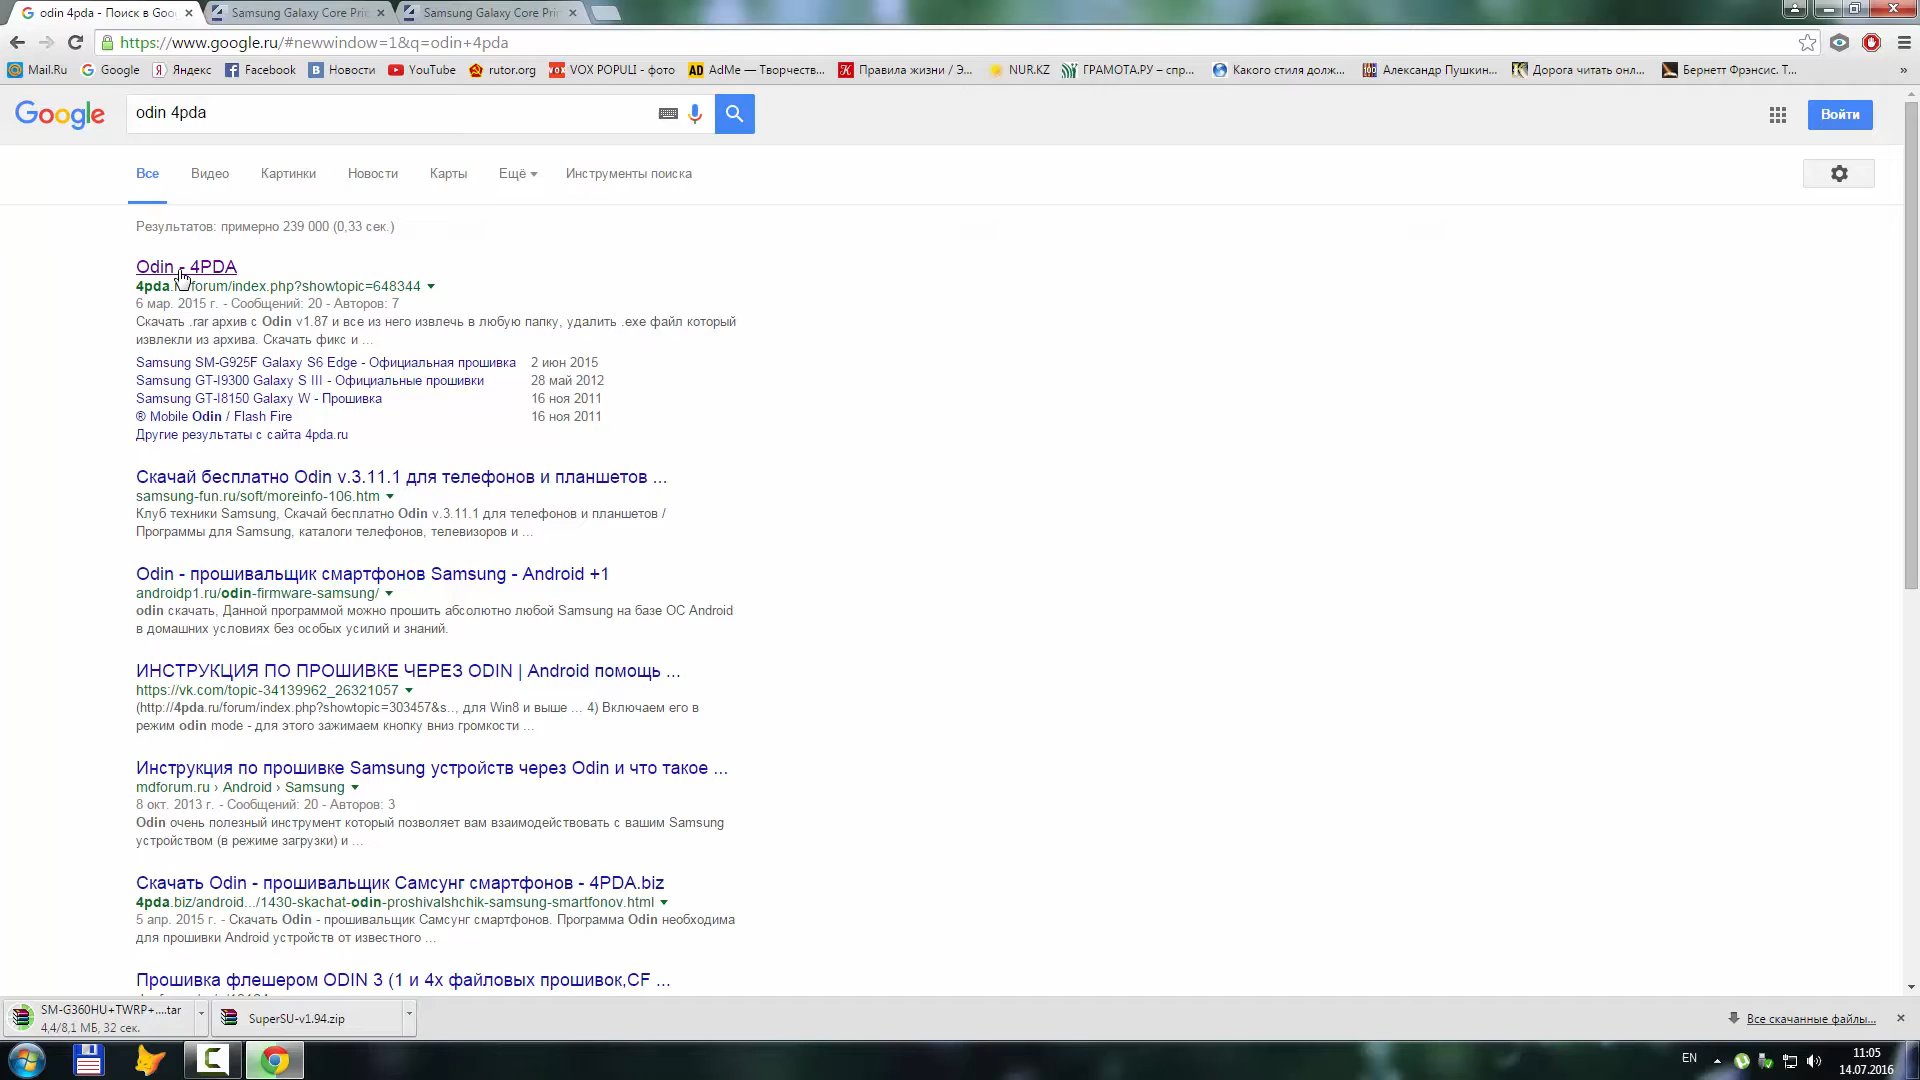 odin 4pda - Поиск в Goo
Samsung Galaxy Core Pri
Samsung Galaxy Core Pri
https://www.google.ru/#newwindow=1&q=odin+4pda
Mail.Ru
Google
Яндекс
Facebook
Новости
YouTube
rutor.org
VOX POPULI - фото
AdMe — Творчеств...
Правила жизни / Э...
NUR.KZ
ГРАМОТА.РУ – спр...
Какого стиля долж...
Александр Пушкин...
Дорога читать онл...
Бернетт Фрэнсис. Т...
Google
odin 4pda
Войти
Все
Видео
Картинки
Новости
Карты
Ещё
Инструменты поиска
Результатов: примерно 239 000 (0,33 сек.)
Odin - 4PDA
4pda. forum/index.php?showtopic=648344
6 мар. 2015 г. - Сообщений: 20 - Авторов: 7
Скачать .rar архив с Odin v1.87 и все из него извлечь в любую папку, удалить .exe файл который
извлекли из архива. Скачать фикс и ...
Samsung SM-G925F Galaxy S6 Edge - Официальная прошивка 2 июн 2015
Samsung GT-I9300 Galaxy S III - Официальные прошивки 28 май 2012
Samsung GT-I8150 Galaxy W - Прошивка 16 ноя 2011
® Mobile Odin / Flash Fire 16 ноя 2011
Другие результаты с сайта 4pda.ru
Скачай бесплатно Odin v.3.11.1 для телефонов и планшетов ...
samsung-fun.ru/soft/moreinfo-106.htm
Клуб техники Samsung, Скачай бесплатно Odin v.3.11.1 для телефонов и планшетов /
Программы для Samsung, каталоги телефонов, телевизоров и ...
Odin - прошивальщик смартфонов Samsung - Android +1
androidp1.ru/odin-firmware-samsung/
odin скачать, Данной программой можно прошить абсолютно любой Samsung на базе ОС Android
в домашних условиях без особых усилий и знаний.
ИНСТРУКЦИЯ ПО ПРОШИВКЕ ЧЕРЕЗ ODIN | Android помощь ...
https://vk.com/topic-34139962_26321057
(http://4pda.ru/forum/index.php?showtopic=303457&s.., для Win8 и выше ... 4) Включаем его в
режим odin mode - для этого зажимаем кнопку вниз громкости ...
Инструкция по прошивке Samsung устройств через Odin и что такое ...
mdforum.ru › Android › Samsung
8 окт. 2013 г. - Сообщений: 20 - Авторов: 3
Odin очень полезный инструмент который позволяет вам взаимодействовать с вашим Samsung
устройством (в режиме загрузки) и ...
Скачать Odin - прошивальщик Самсунг смартфонов - 4PDA.biz
4pda.biz/android.../1430-skachat-odin-proshivalshchik-samsung-smartfonov.html
5 апр. 2015 г. - Скачать Odin - прошивальщик Самсунг смартфонов. Программа Odin необходима
для прошивки Android устройств от известного ...
Прошивка флешером ODIN 3 (1 и 4х файловых прошивок,CF ...
SM-G360HU+TWRP+....tar
4,4/8,1 МБ, 32 сек.
SuperSU-v1.94.zip
Все скачанные файлы...
EN
11:05
14.07.2016